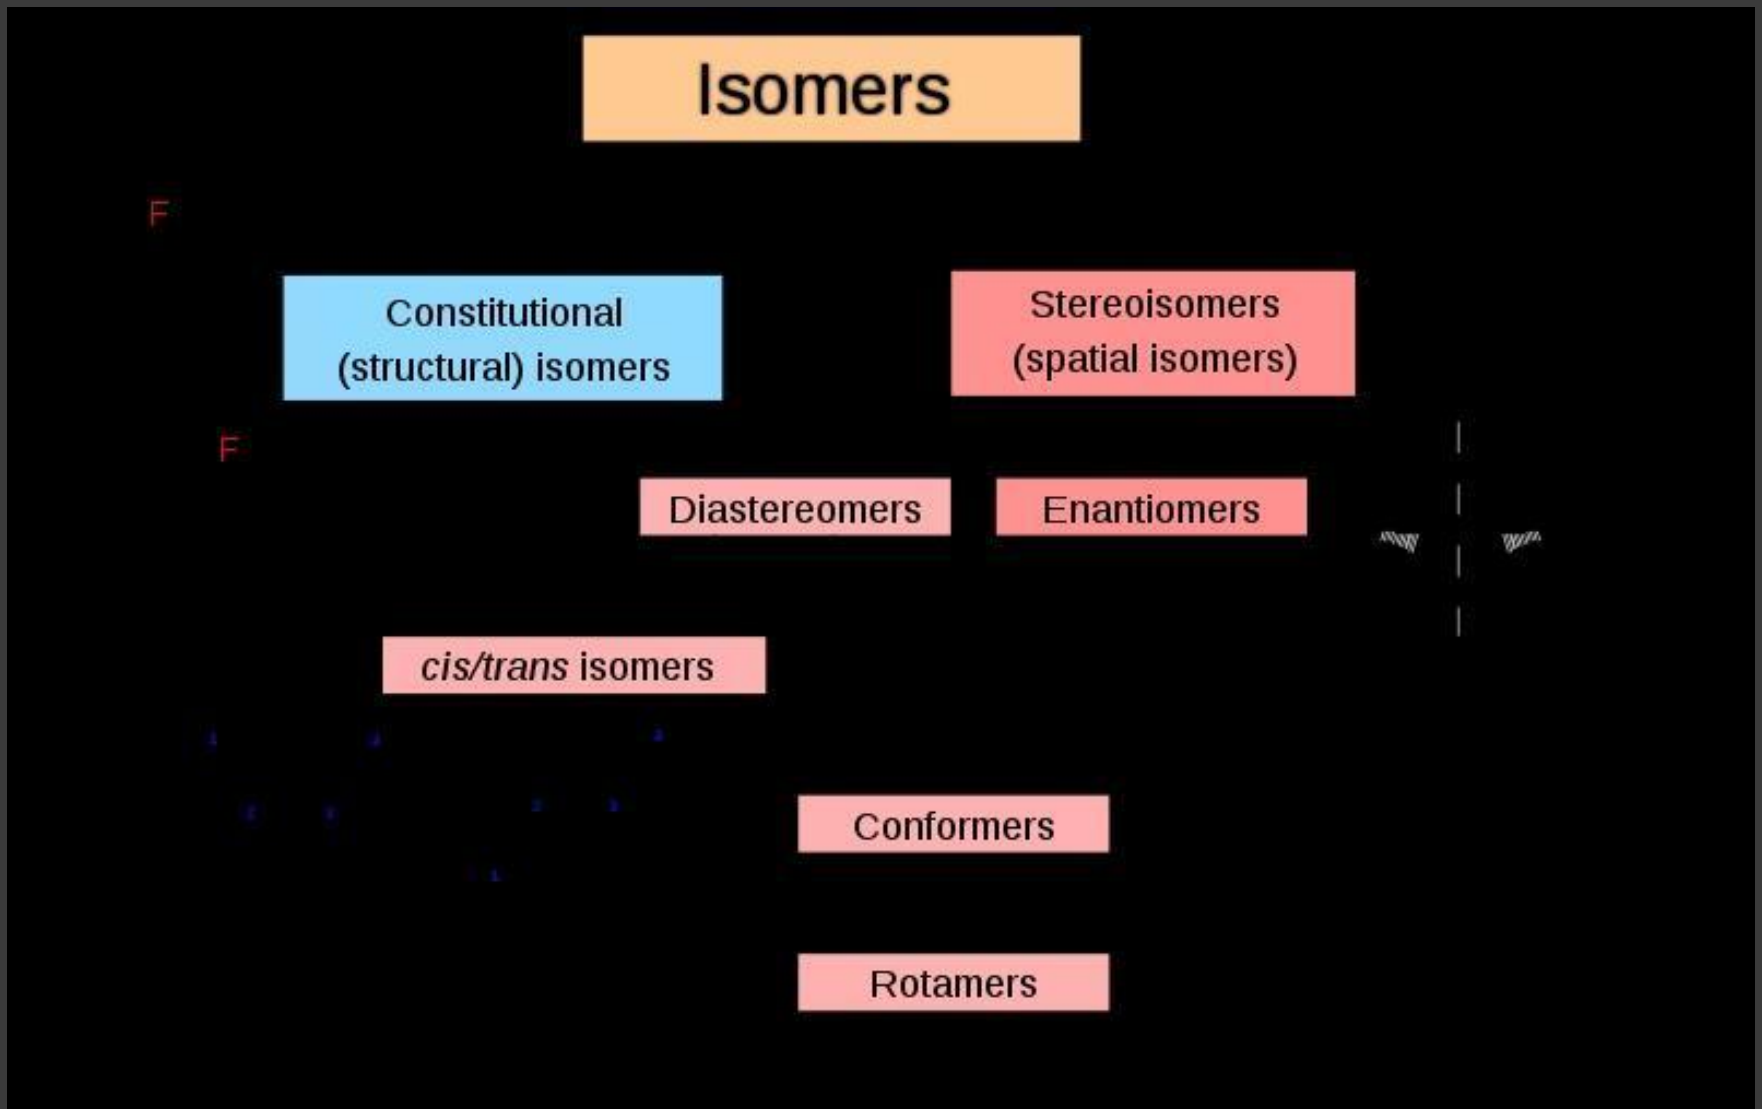 Isomers
F
Constitutional
(structural) isomers
Stereoisomers
(spatial isomers)
F
Diastereomers
Enantiomers
cis/trans isomers
Conformers
Rotamers